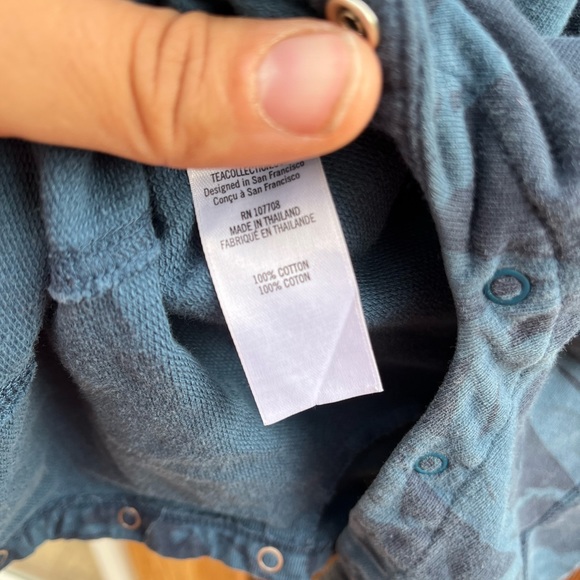 TEACOLLECTION
Designed in San Francisco
Conçu à San Francisco
RN 107708
MADE IN THAILAND
FABRIQUÉ EN THAILANDE
100% COTTON
100% COTON